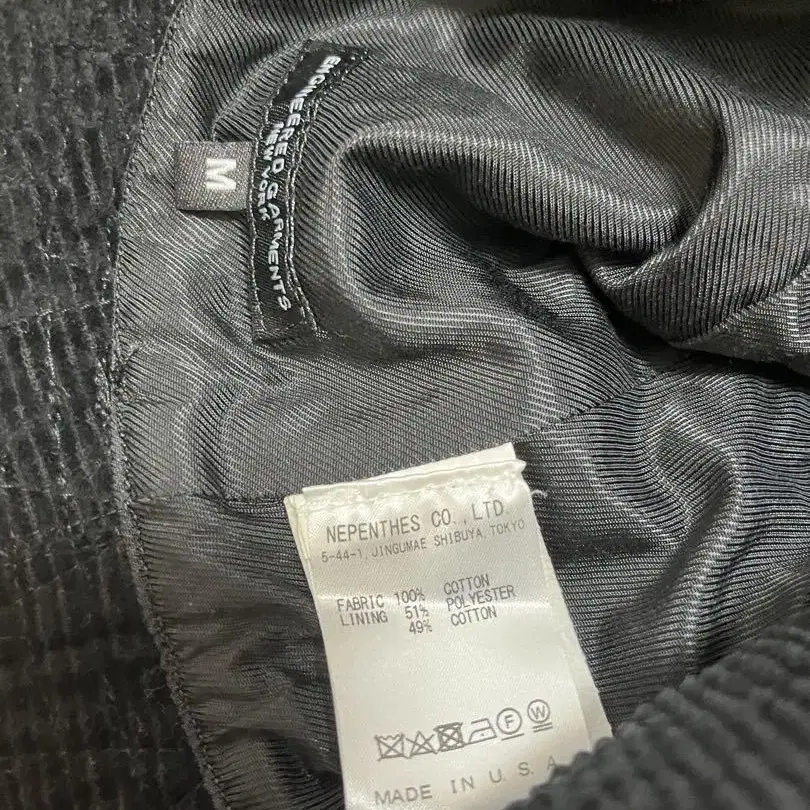 ENGINEERED GARMENTS
NEW YORK
M
NEPENTHES CO., LTD.
5-44-1, JINGUMAE SHIBUYA, TOKYO
FABRIC 100% COTTON
LINING 51% POLYESTER
49% COTTON
F W
MADE IN U.S.A